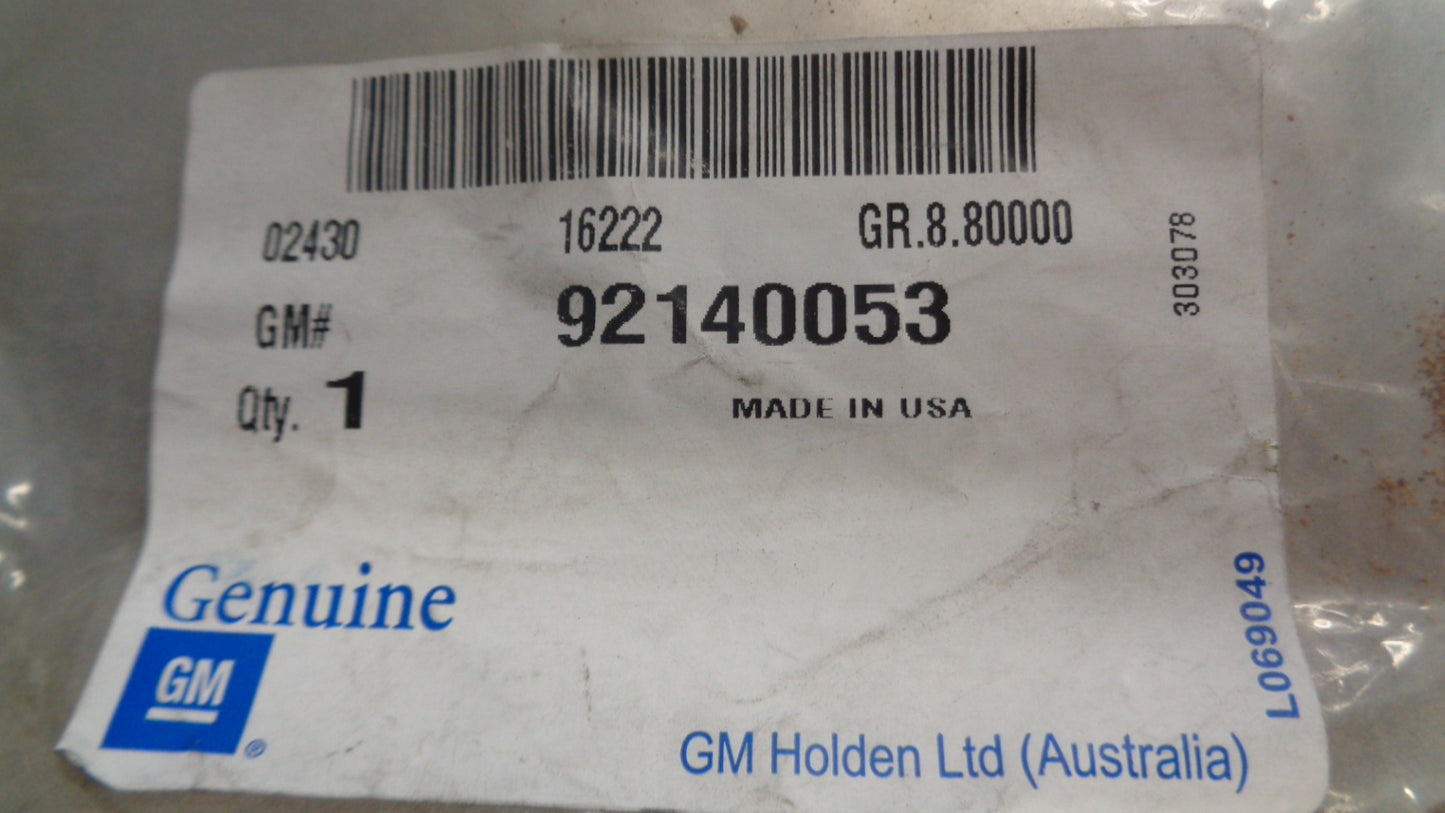 02430 16222 GR.8.80000
GM# 92140053
Qty. 1
MADE IN USA
303078
Genuine
GM
®
GM Holden Ltd (Australia)
L069049